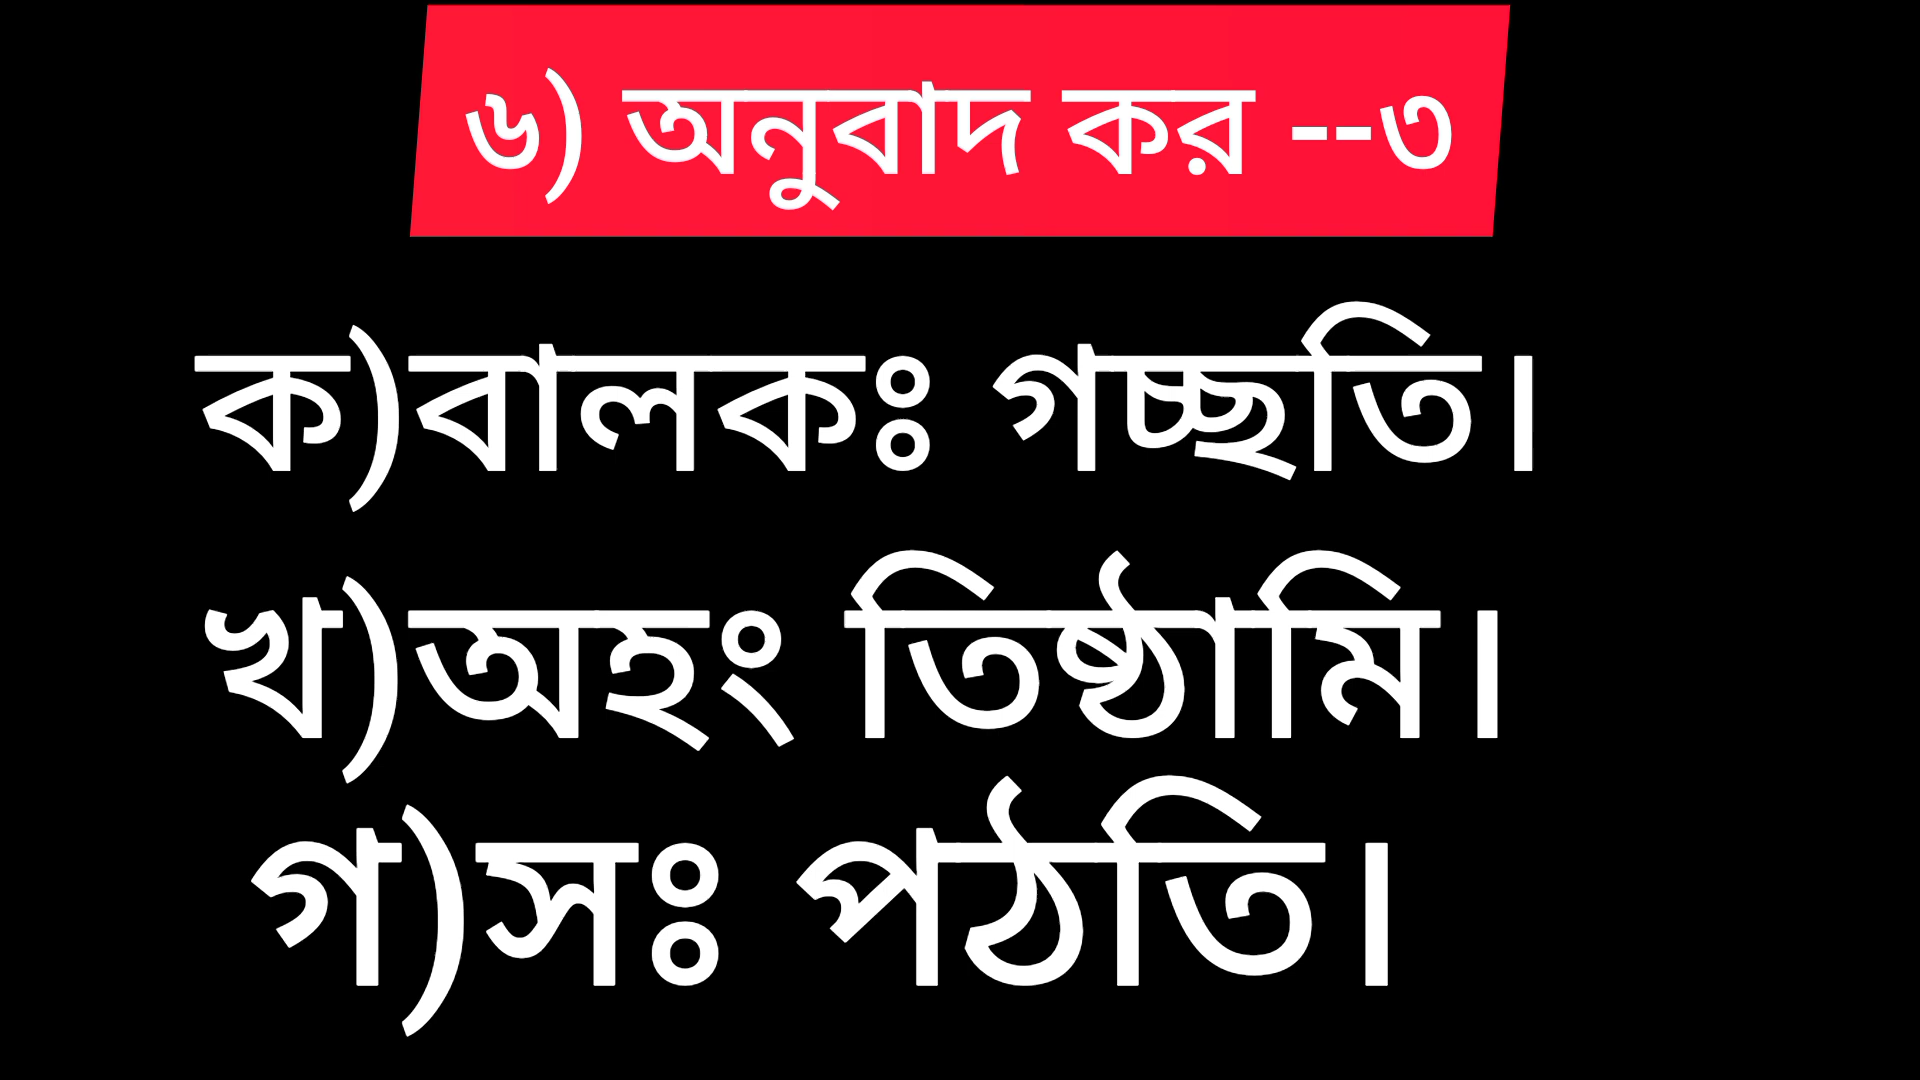 ৬) অনুবাদ কর --৩
ক)বালকঃ গচ্ছতি।
খ)অহং তিষ্ঠামি।
গ)সঃ পঠতি।